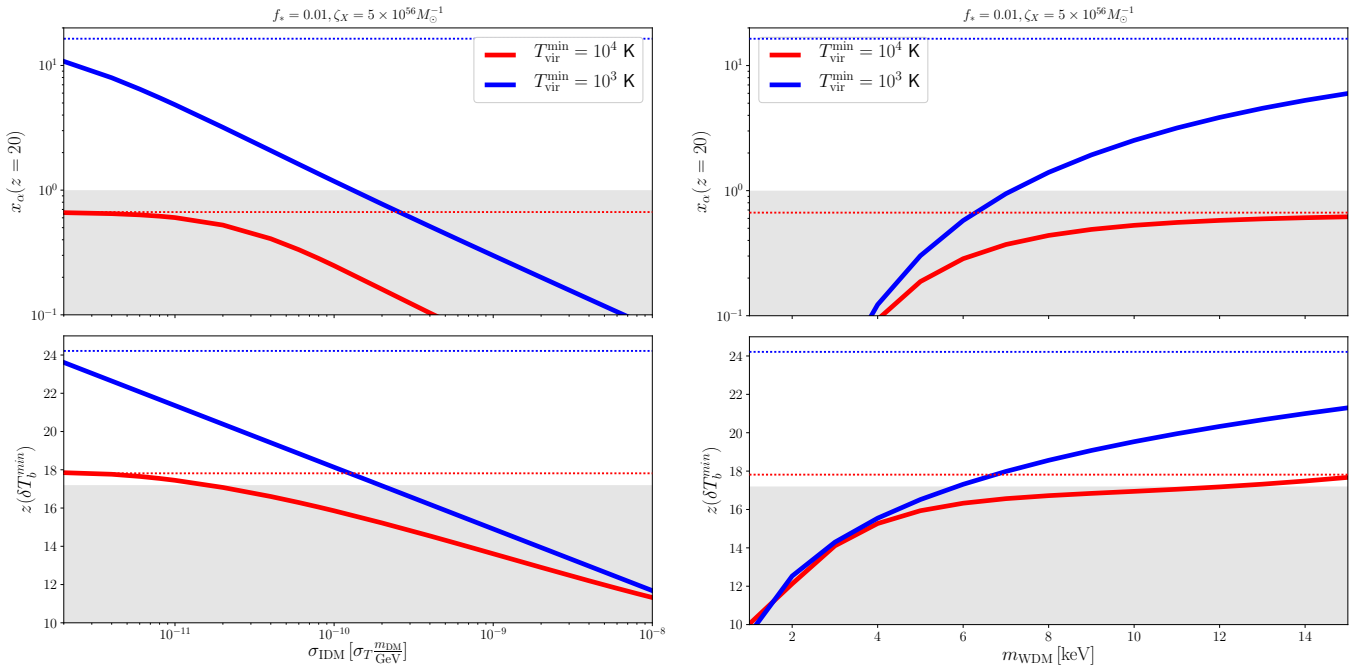 f_* = 0.01, ζ_X = 5 × 10^56 M_⊙^-1
10^1
10^0
10^-1
x_α(z = 20)
T_vir^min = 10^4 K
T_vir^min = 10^3 K
f_* = 0.01, ζ_X = 5 × 10^56 M_⊙^-1
10^1
10^0
10^-1
x_α(z = 20)
T_vir^min = 10^4 K
T_vir^min = 10^3 K
24
22
20
18
16
14
12
10
z(δT_b^min)
10^-11
10^-10
10^-9
10^-8
σ_IDM [σ_T m_DM/GeV]
24
22
20
18
16
14
12
10
z(δT_b^min)
2
4
6
8
10
12
14
m_WDM [keV]